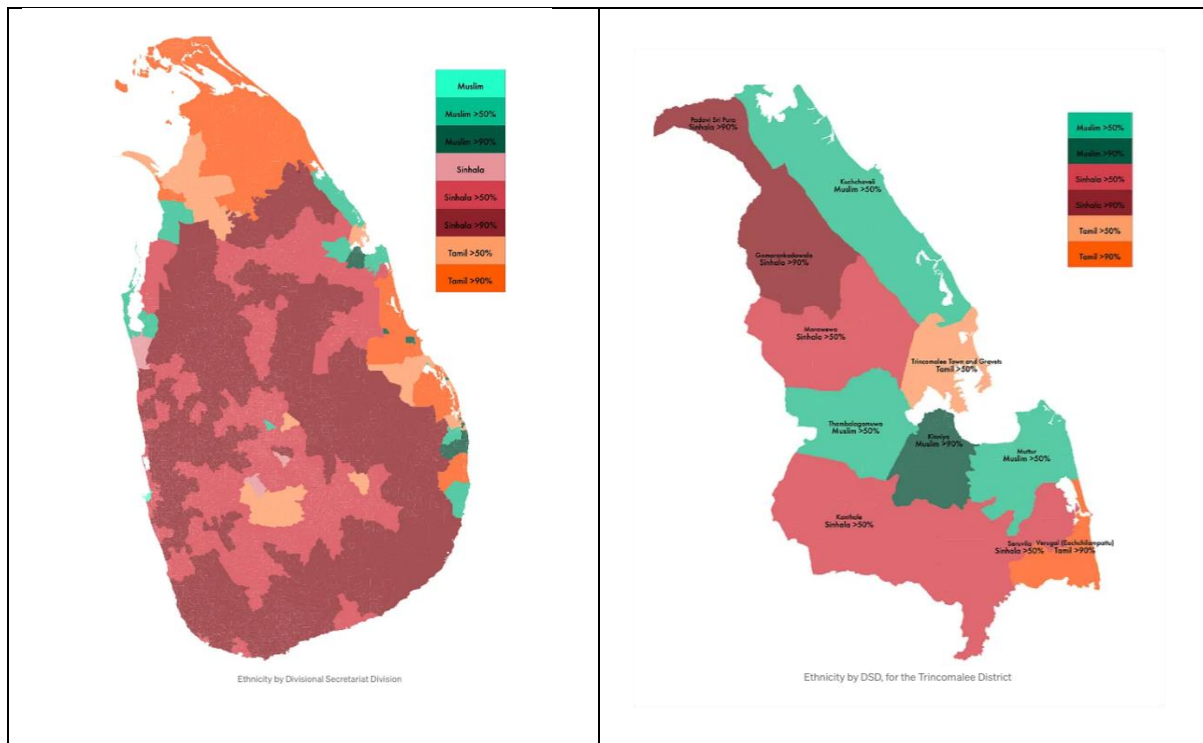 Muslim
Muslim >50%
Muslim >90%
Sinhala
Sinhala >50%
Sinhala >90%
Tamil >50%
Tamil >90%
Ethnicity by Divisional Secretariat Division
Muslim >50%
Muslim >90%
Sinhala >50%
Sinhala >90%
Tamil >50%
Tamil >90%
Padavi Sri Pura
Sinhala >90%
Kuchchaveli
Muslim >50%
Gomarankadawala
Sinhala >90%
Morawewa
Sinhala >50%
Trincomalee Town and Gravets
Tamil >50%
Thambalagamuwa
Muslim >50%
Kinniya
Muslim >90%
Muttur
Muslim >50%
Kanthale
Sinhala >50%
Seruvila
Sinhala >50%
Verugal (Eachchilampattu)
Tamil >90%
Ethnicity by DSD, for the Trincomalee District